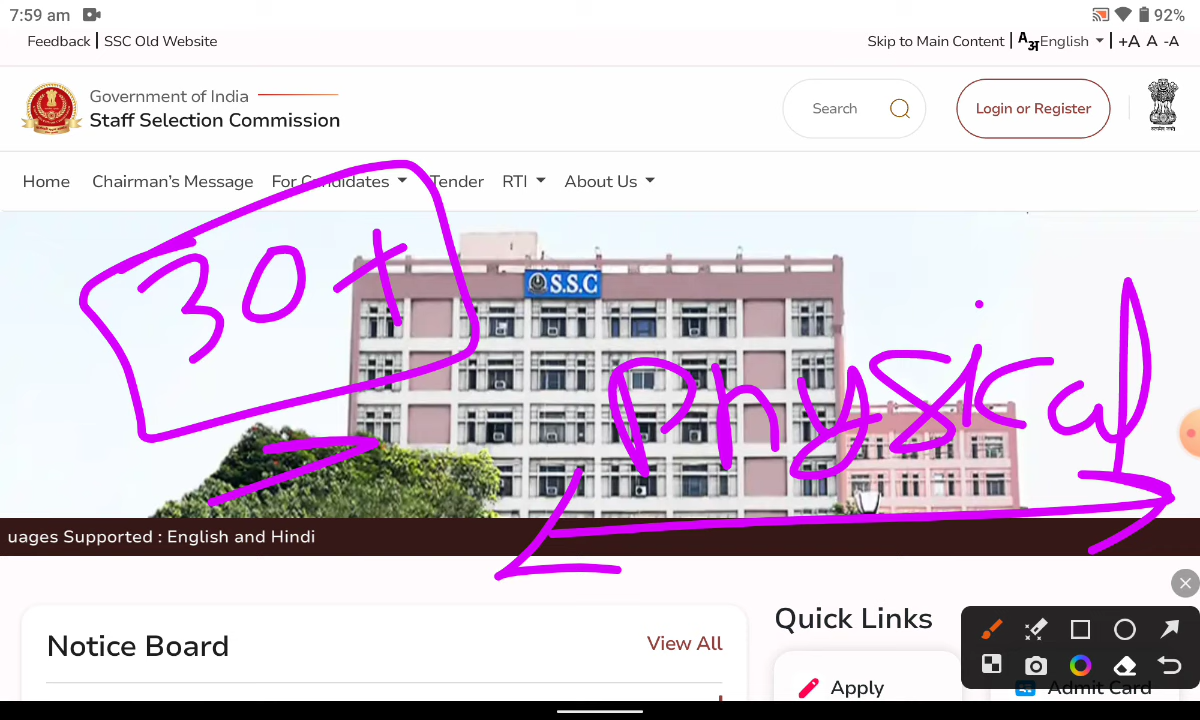 7:59 am 92%
Feedback | SSC Old Website Skip to Main Content | A अ English | +A A -A
Government of India
Staff Selection Commission
Search Login or Register
Home Chairman's Message For Candidates Tender RTI About Us
30+
S.S.C
Physical
uages Supported : English and Hindi
Notice Board View All
Quick Links
Apply Admit Card